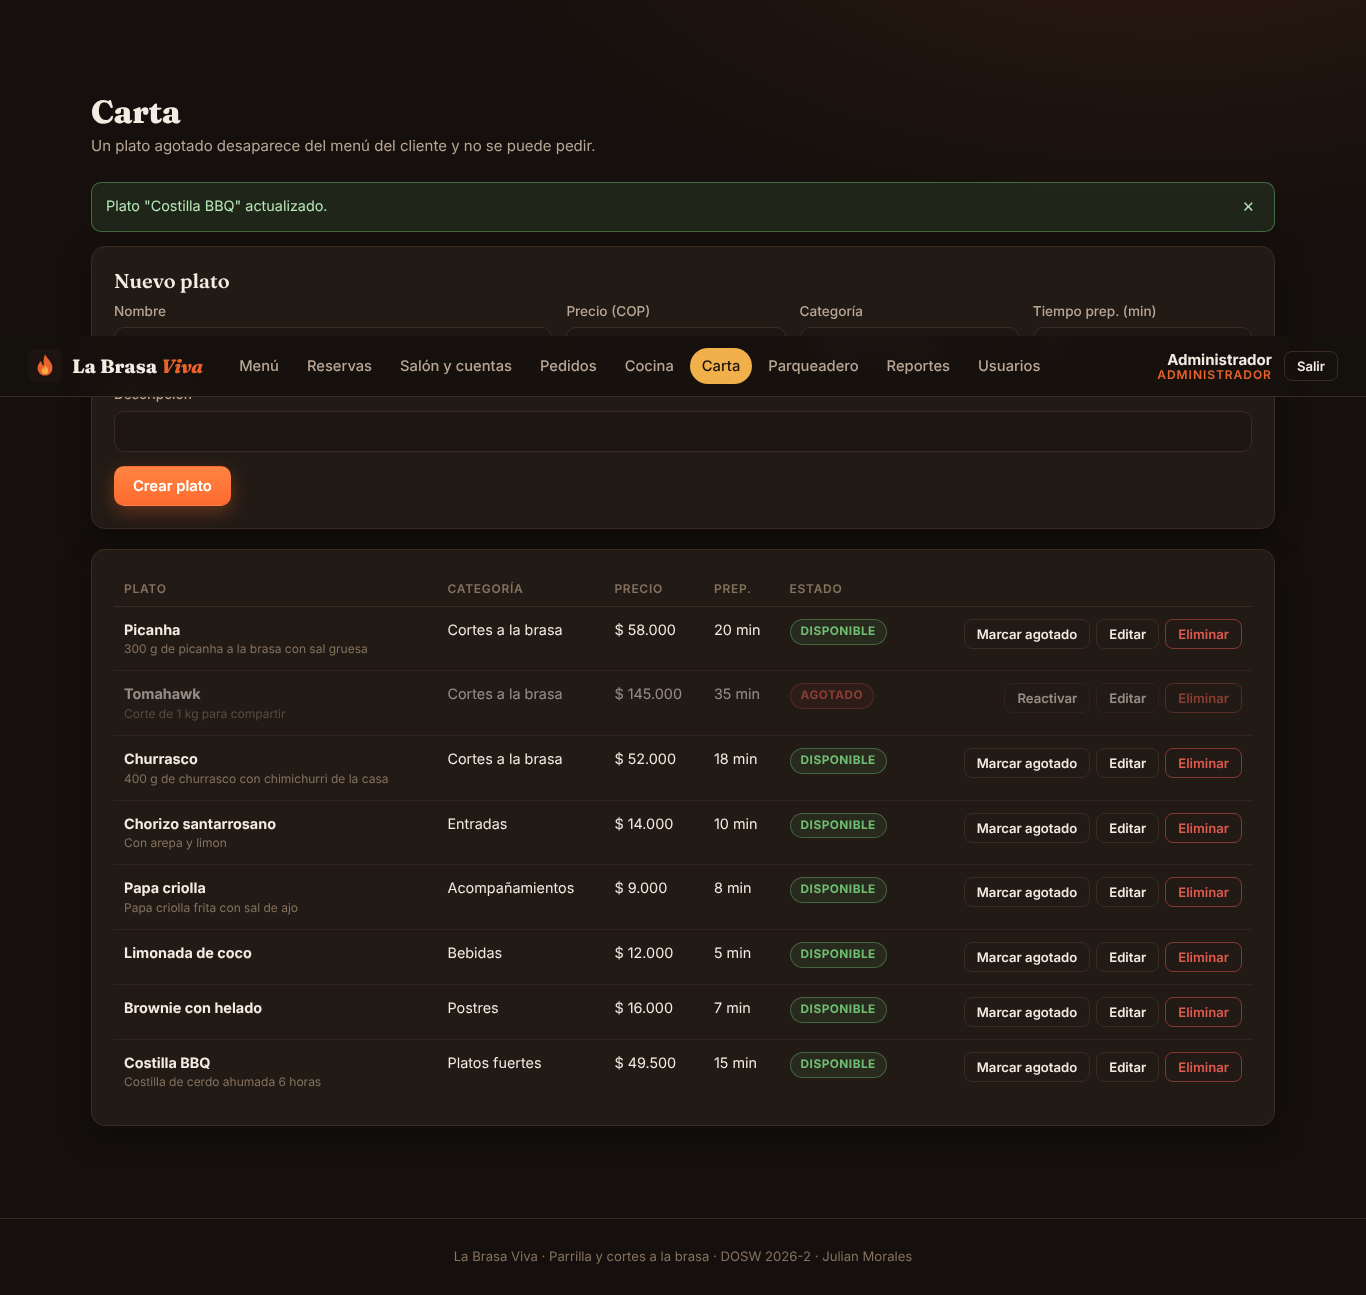 Carta
Un plato agotado desaparece del menú del cliente y no se puede pedir.
Plato "Costilla BBQ" actualizado. ×
Nuevo plato
Nombre Precio (COP) Categoría Tiempo prep. (min)
La Brasa Viva Menú Reservas Salón y cuentas Pedidos Cocina Carta Parqueadero Reportes Usuarios Administrador Salir
ADMINISTRADOR
Descripción
Crear plato
PLATO CATEGORÍA PRECIO PREP. ESTADO
Picanha Cortes a la brasa $ 58.000 20 min DISPONIBLE Marcar agotado Editar Eliminar
300 g de picanha a la brasa con sal gruesa
Tomahawk Cortes a la brasa $ 145.000 35 min AGOTADO Reactivar Editar Eliminar
Corte de 1 kg para compartir
Churrasco Cortes a la brasa $ 52.000 18 min DISPONIBLE Marcar agotado Editar Eliminar
400 g de churrasco con chimichurri de la casa
Chorizo santarrosano Entradas $ 14.000 10 min DISPONIBLE Marcar agotado Editar Eliminar
Con arepa y limon
Papa criolla Acompañamientos $ 9.000 8 min DISPONIBLE Marcar agotado Editar Eliminar
Papa criolla frita con sal de ajo
Limonada de coco Bebidas $ 12.000 5 min DISPONIBLE Marcar agotado Editar Eliminar
Brownie con helado Postres $ 16.000 7 min DISPONIBLE Marcar agotado Editar Eliminar
Costilla BBQ Platos fuertes $ 49.500 15 min DISPONIBLE Marcar agotado Editar Eliminar
Costilla de cerdo ahumada 6 horas
La Brasa Viva · Parrilla y cortes a la brasa · DOSW 2026-2 · Julian Morales